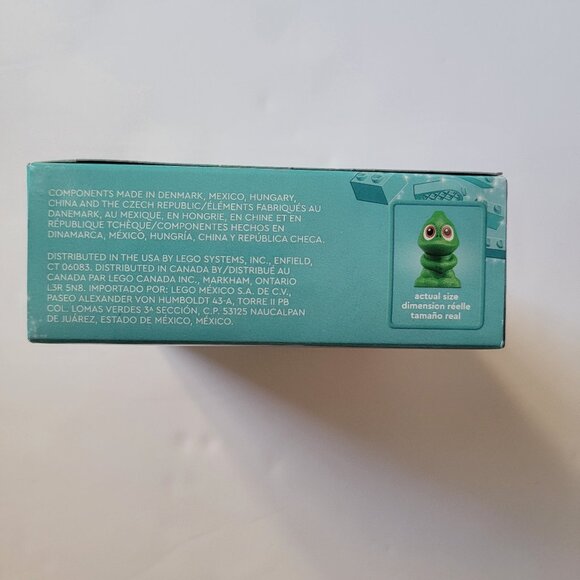 COMPONENTS MADE IN DENMARK, MEXICO, HUNGARY,
CHINA AND THE CZECH REPUBLIC/ÉLÉMENTS FABRIQUÉS AU
DANEMARK, AU MEXIQUE, EN HONGRIE, EN CHINE ET EN
RÉPUBLIQUE TCHÈQUE/COMPONENTES HECHOS EN
DINAMARCA, MÉXICO, HUNGRÍA, CHINA Y REPÚBLICA CHECA.
DISTRIBUTED IN THE USA BY LEGO SYSTEMS, INC., ENFIELD,
CT 06083. DISTRIBUTED IN CANADA BY/DISTRIBUÉ AU
CANADA PAR LEGO CANADA INC., MARKHAM, ONTARIO
L3R 5N8. IMPORTADO POR: LEGO MÉXICO S.A. DE C.V.,
PASEO ALEXANDER VON HUMBOLDT 43-A, TORRE II PB
COL. LOMAS VERDES 3ª SECCIÓN, C.P. 53125 NAUCALPAN
DE JUÁREZ, ESTADO DE MÉXICO, MÉXICO.
actual size
dimension réelle
tamaño real